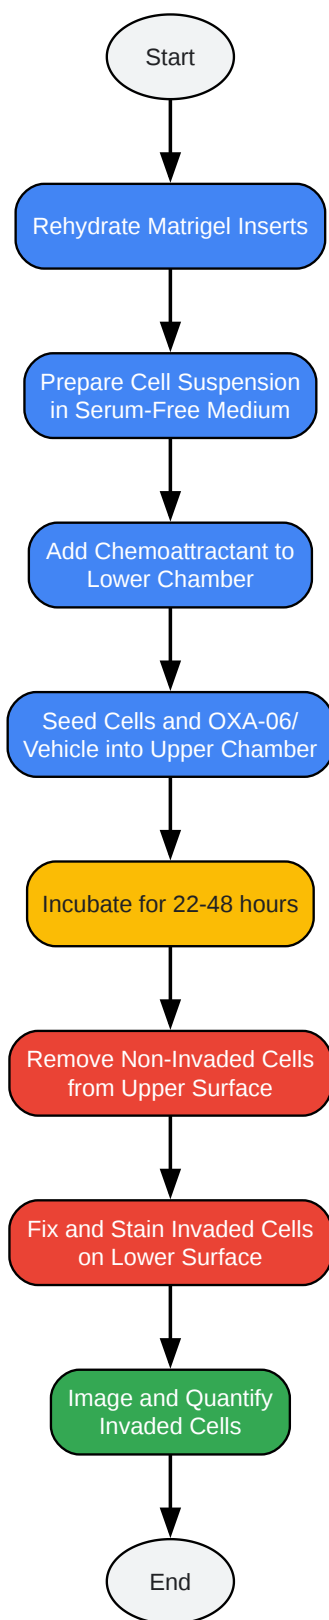 Start
Rehydrate Matrigel Inserts
Prepare Cell Suspension
in Serum-Free Medium
Add Chemoattractant to
Lower Chamber
Seed Cells and OXA-06/
Vehicle into Upper Chamber
Incubate for 22-48 hours
Remove Non-Invaded Cells
from Upper Surface
Fix and Stain Invaded Cells
on Lower Surface
Image and Quantify
Invaded Cells
End